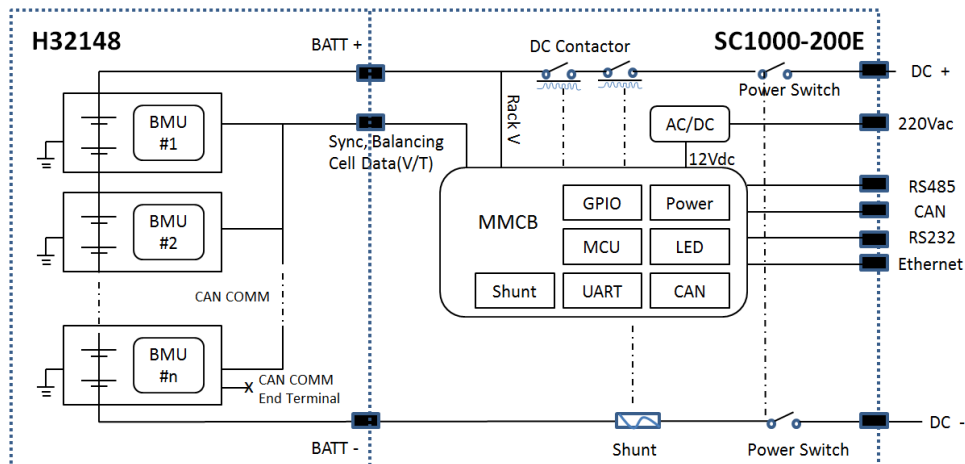 H32148
BATT +
DC Contactor
SC1000-200E
DC +
Power Switch
BMU
#1
Rack V
AC/DC
220Vac
Sync, Balancing
Cell Data(V/T)
12Vdc
BMU
#2
MMCB
GPIO
Power
RS485
CAN
MCU
LED
RS232
Ethernet
Shunt
UART
CAN
CAN COMM
BMU
#n
X
CAN COMM
End Terminal
BATT -
Shunt
Power Switch
DC -